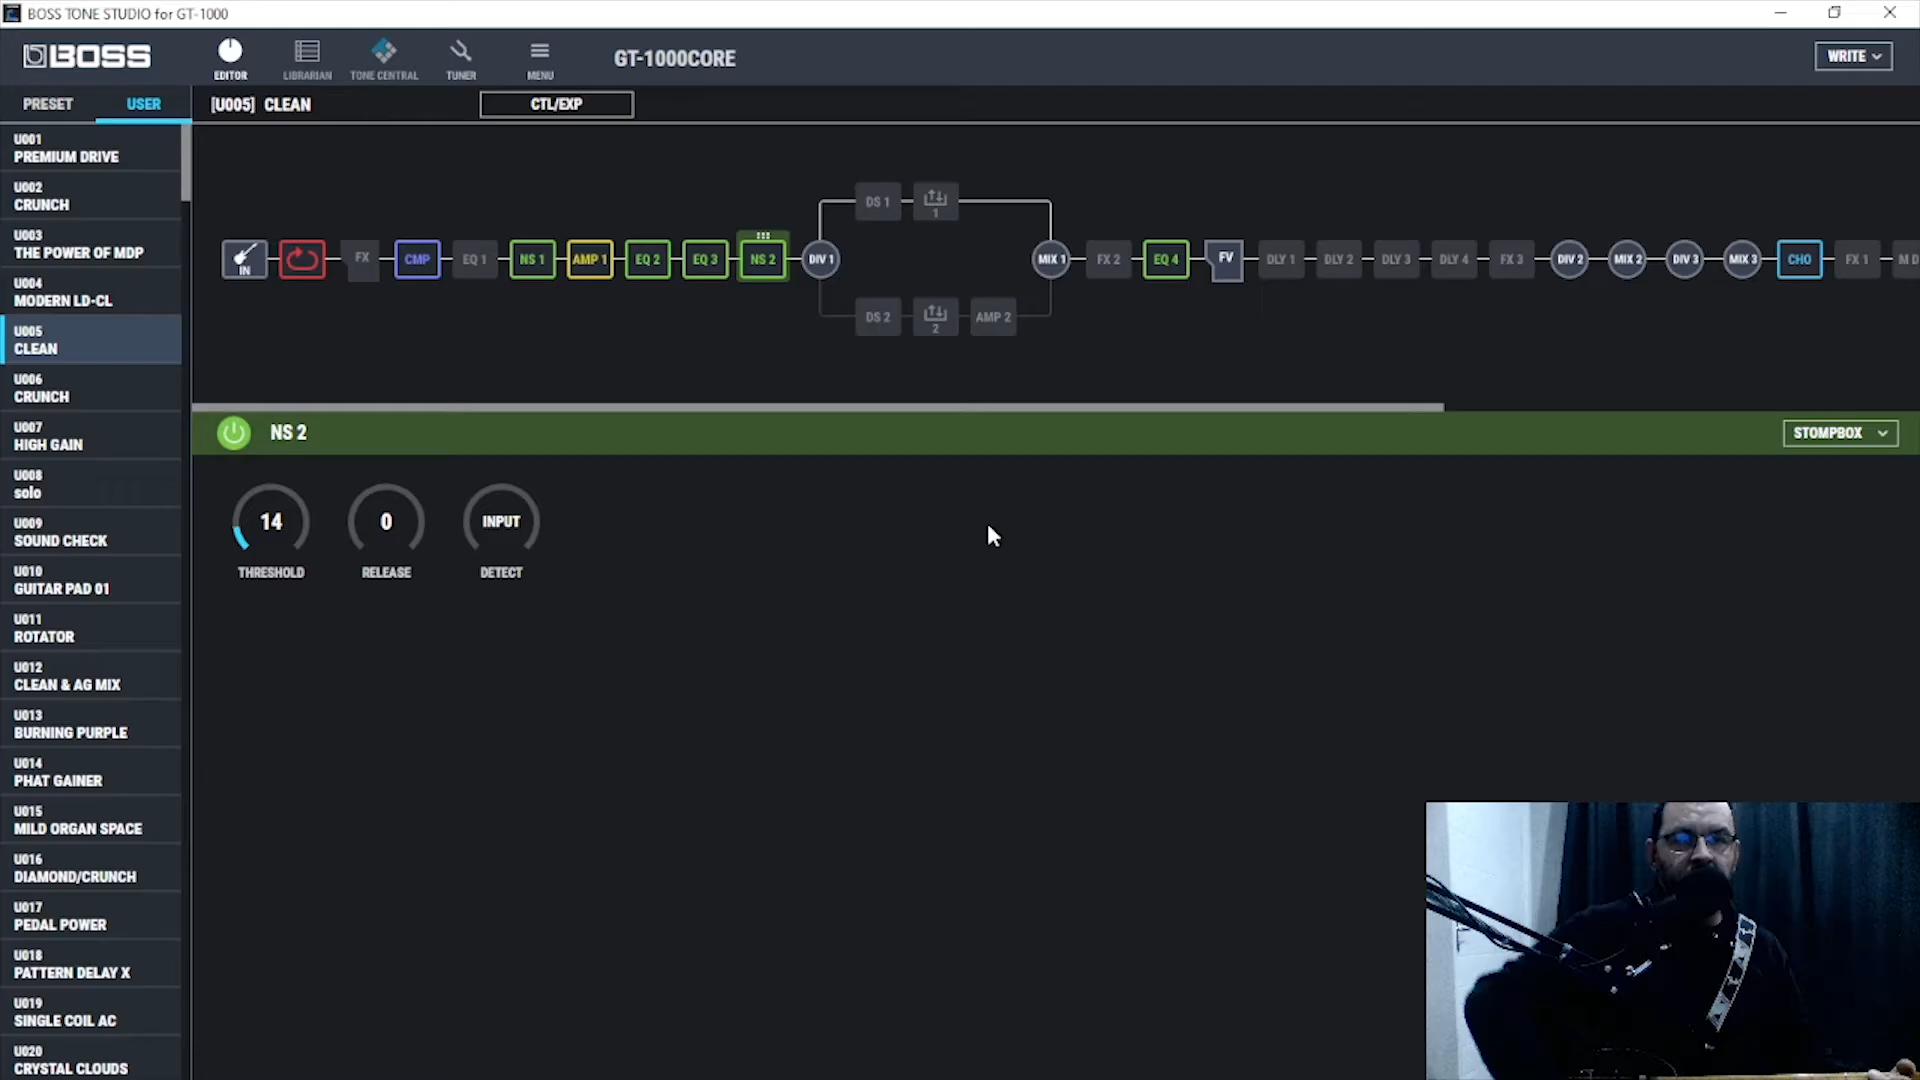 BOSS TONE STUDIO for GT-1000
BOSS
EDITOR
LIBRARIAN
TONE CENTRAL
TUNER
MENU
GT-1000CORE
WRITE
PRESET
USER
[U005] CLEAN
CTL/EXP
U001
PREMIUM DRIVE
U002
CRUNCH
U003
THE POWER OF MDP
U004
MODERN LD-CL
U005
CLEAN
U006
CRUNCH
U007
HIGH GAIN
U008
solo
U009
SOUND CHECK
U010
GUITAR PAD 01
U011
ROTATOR
U012
CLEAN & AG MIX
U013
BURNING PURPLE
U014
PHAT GAINER
U015
MILD ORGAN SPACE
U016
DIAMOND/CRUNCH
U017
PEDAL POWER
U018
PATTERN DELAY X
U019
SINGLE COIL AC
U020
CRYSTAL CLOUDS
DS 1
1
IN
FX
CMP
EQ 1
NS 1
AMP 1
EQ 2
EQ 3
NS 2
DIV 1
MIX 1
FX 2
EQ 4
FV
DLY 1
DLY 2
DLY 3
DLY 4
FX 3
DIV 2
MIX 2
DIV 3
MIX 3
CHO
FX 1
M D
DS 2
2
AMP 2
NS 2
STOMPBOX
14
0
INPUT
THRESHOLD
RELEASE
DETECT